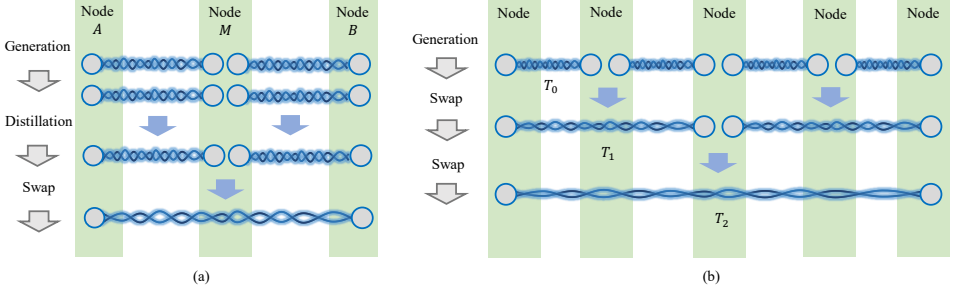 Node
A
Node
M
Node
B
Generation
Distillation
Swap
(a)
Node
Node
Node
Node
Node
Generation
T₀
Swap
T₁
Swap
T₂
(b)